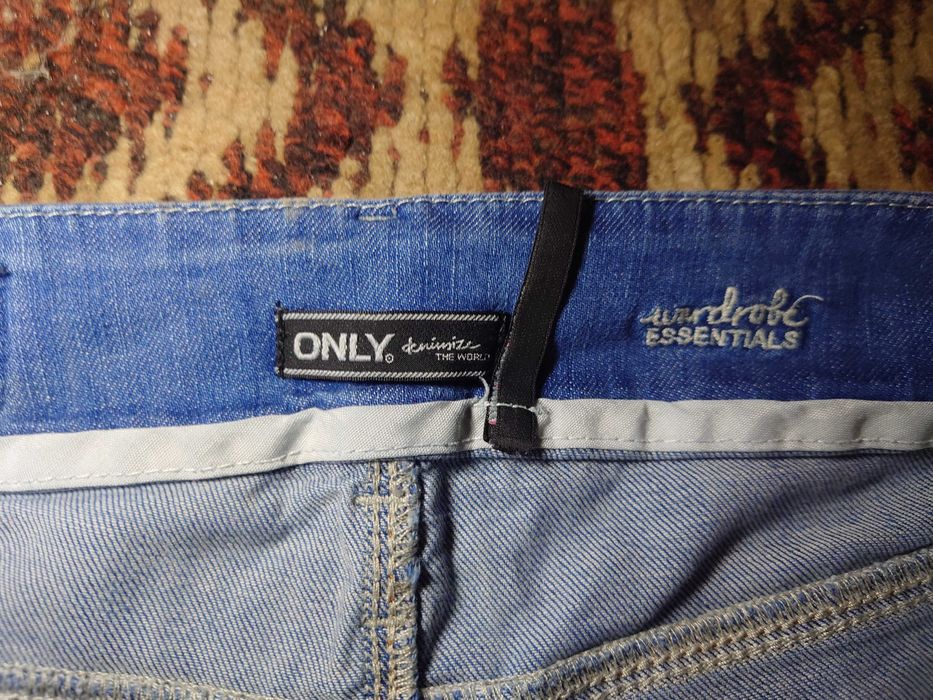 ONLY® denimize
THE WORLD
wardrobe
ESSENTIALS